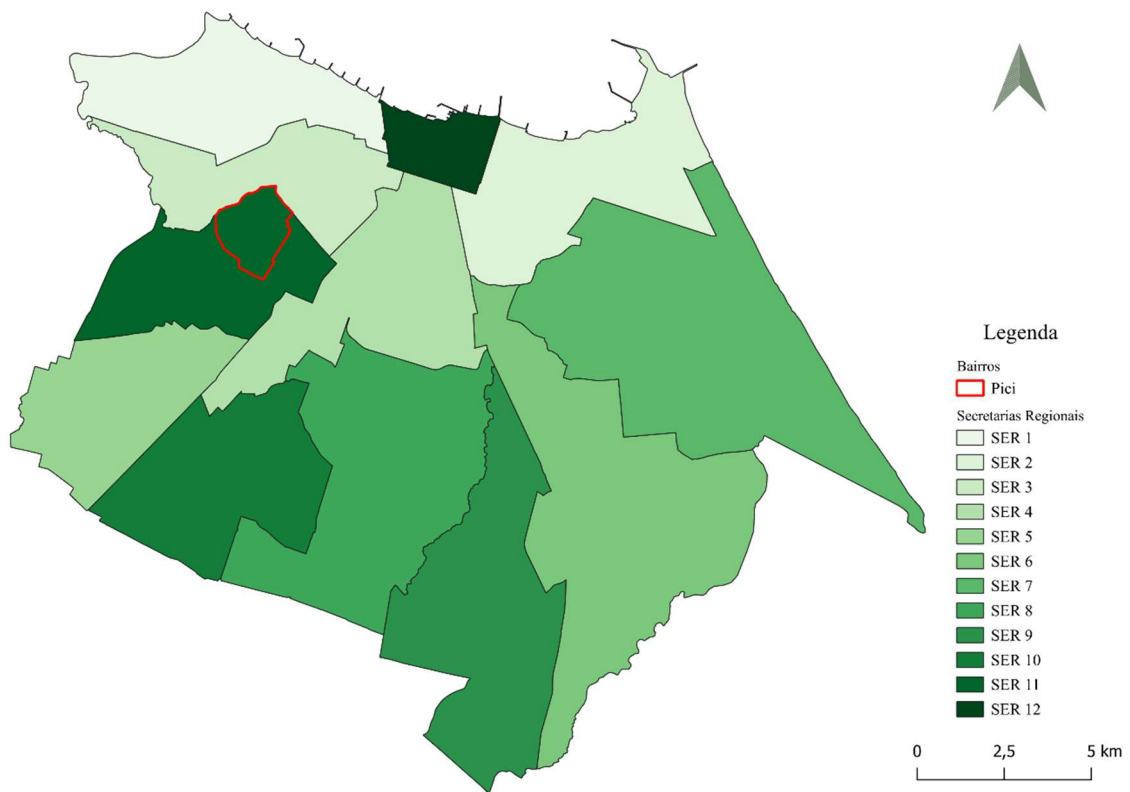 Legenda
Bairros
Pici
Secretarias Regionais
SER 1
SER 2
SER 3
SER 4
SER 5
SER 6
SER 7
SER 8
SER 9
SER 10
SER 11
SER 12
0 2,5 5 km